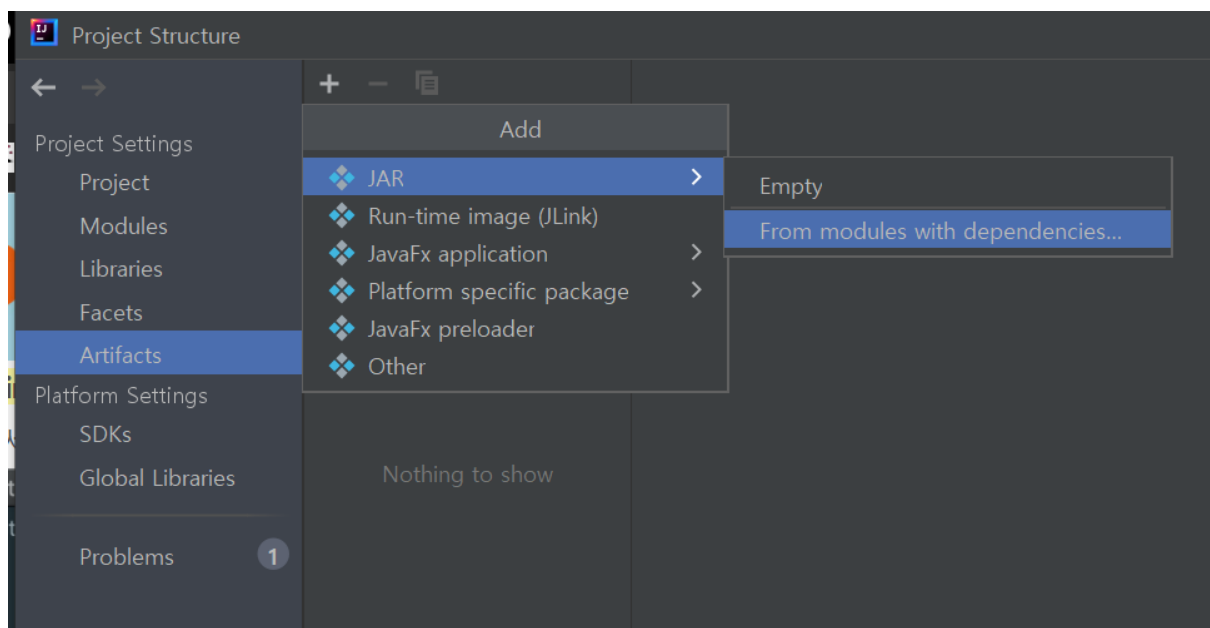 Project Structure
Project Settings
Project
Modules
Libraries
Facets
Artifacts
Platform Settings
SDKs
Global Libraries
Problems 1
Add
JAR
Run-time image (JLink)
JavaFx application
Platform specific package
JavaFx preloader
Other
Empty
From modules with dependencies...
Nothing to show